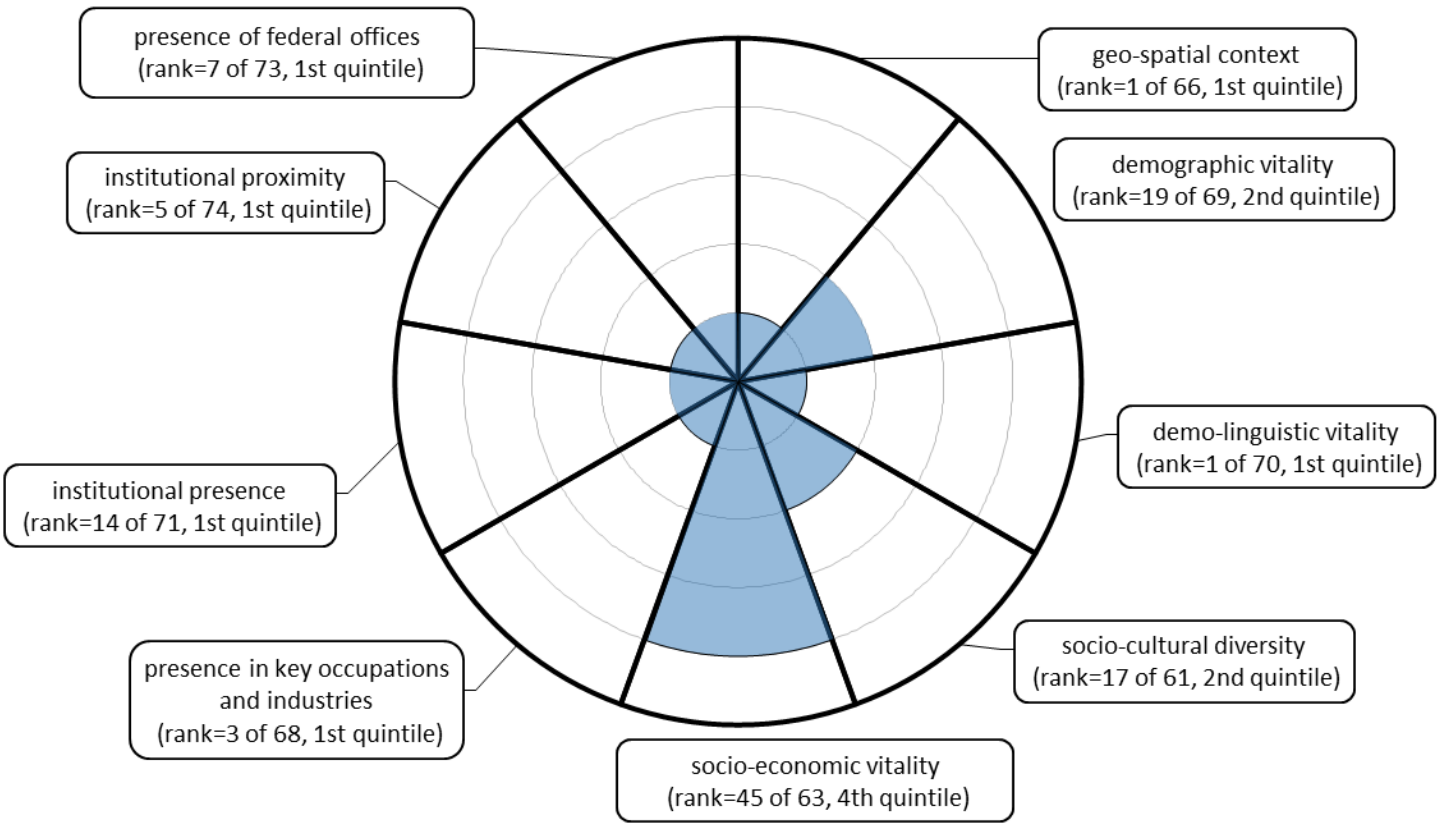 presence of federal offices
(rank=7 of 73, 1st quintile)
geo-spatial context
(rank=1 of 66, 1st quintile)
institutional proximity
(rank=5 of 74, 1st quintile)
demographic vitality
(rank=19 of 69, 2nd quintile)
demo-linguistic vitality
(rank=1 of 70, 1st quintile)
institutional presence
(rank=14 of 71, 1st quintile)
socio-cultural diversity
(rank=17 of 61, 2nd quintile)
presence in key occupations
and industries
(rank=3 of 68, 1st quintile)
socio-economic vitality
(rank=45 of 63, 4th quintile)